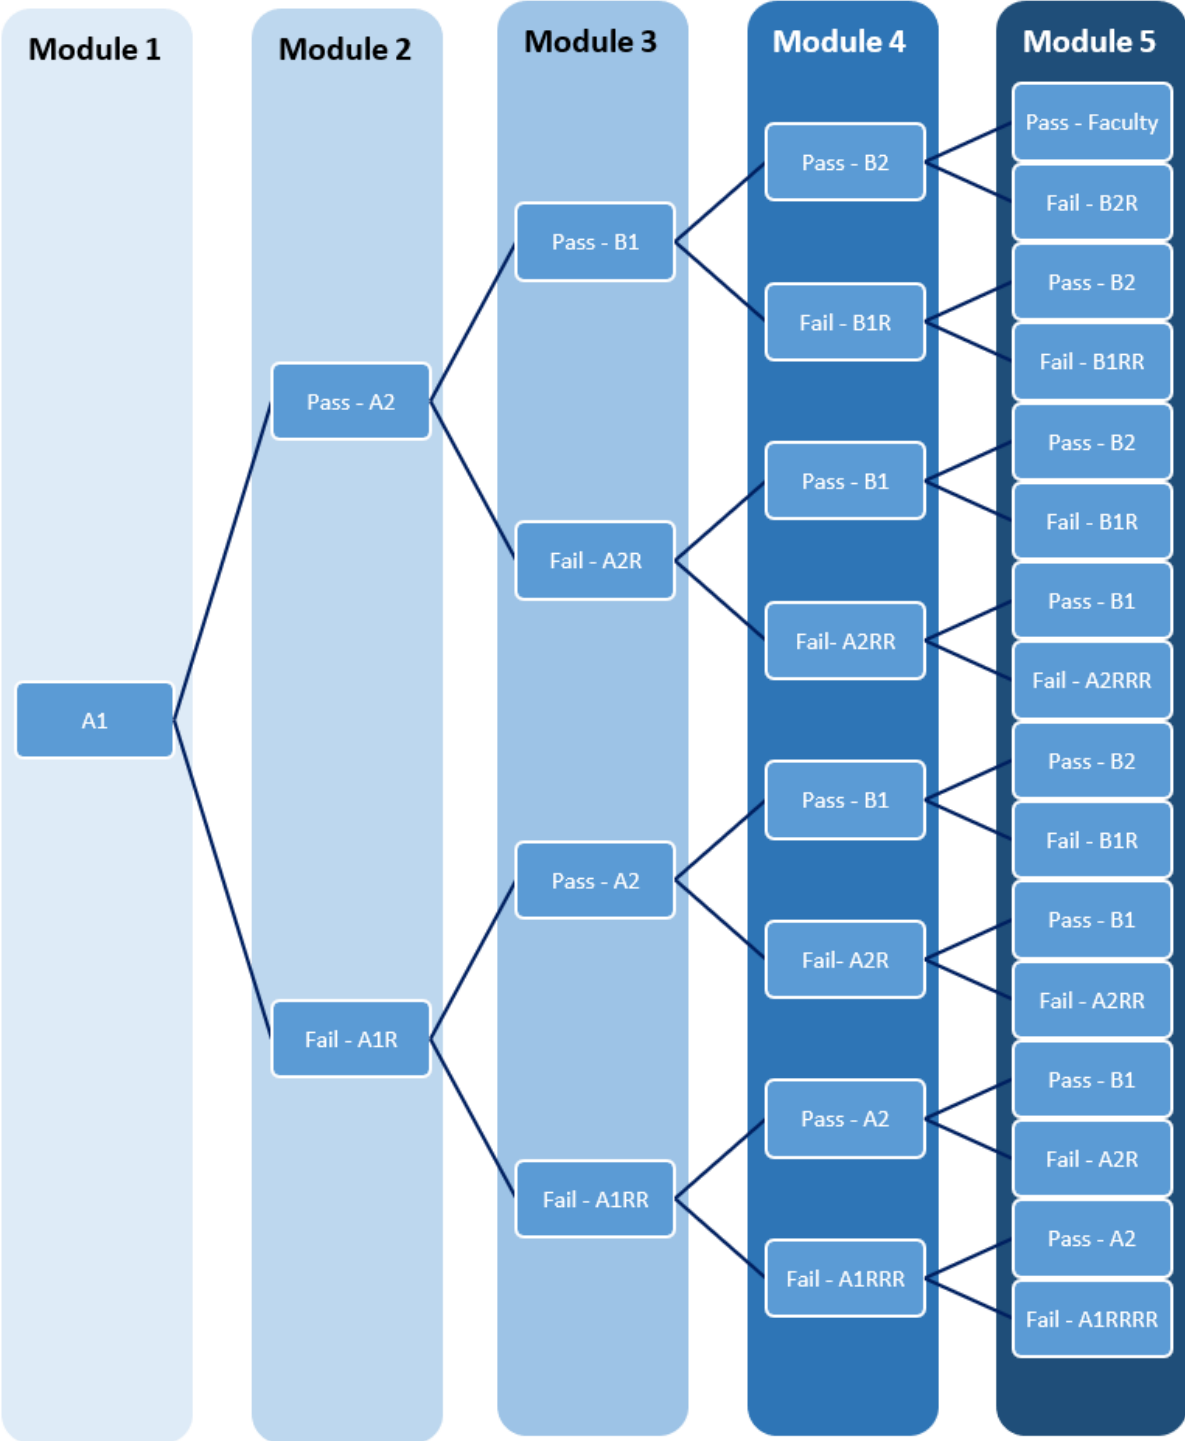 Module 1
A1
Module 2
Pass - A2
Fail - A1R
Module 3
Pass - B1
Fail - A2R
Pass - A2
Fail - A1RR
Module 4
Pass - B2
Fail - B1R
Pass - B1
Fail- A2RR
Pass - B1
Fail- A2R
Pass - A2
Fail - A1RRR
Module 5
Pass - Faculty
Fail - B2R
Pass - B2
Fail - B1RR
Pass - B2
Fail - B1R
Pass - B1
Fail - A2RRR
Pass - B2
Fail - B1R
Pass - B1
Fail - A2RR
Pass - B1
Fail - A2R
Pass - A2
Fail - A1RRRR